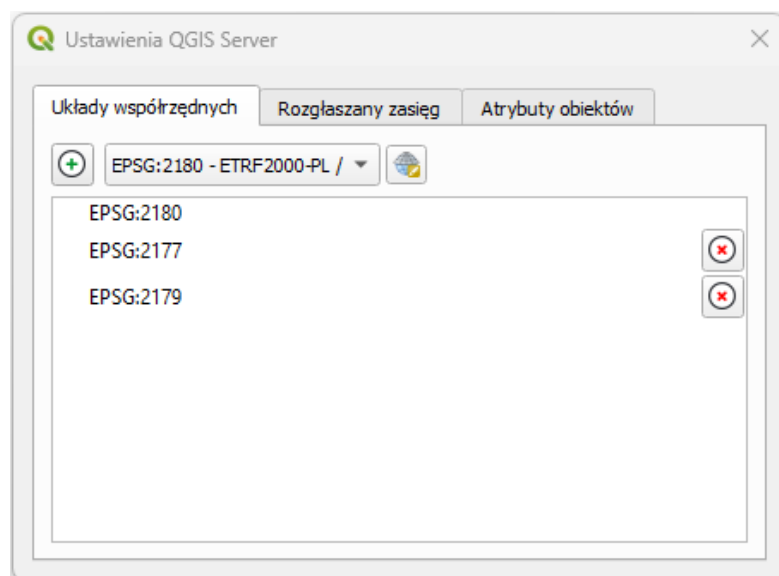 Ustawienia QGIS Server
Układy współrzędnych Rozgłaszany zasięg Atrybuty obiektów
EPSG:2180 - ETRF2000-PL /
EPSG:2180
EPSG:2177
EPSG:2179